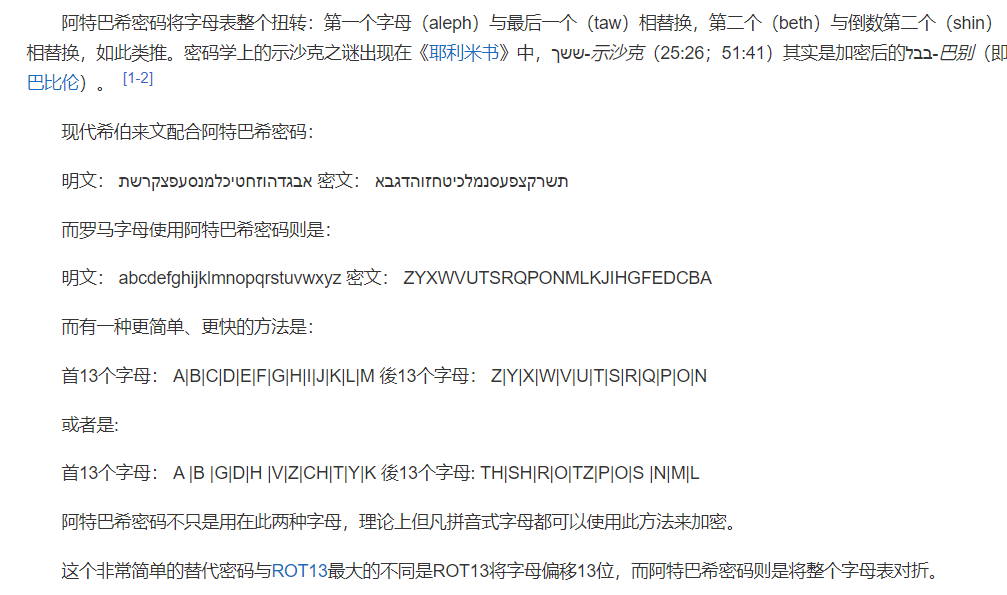 阿特巴希密码将字母表整个扭转：第一个字母（aleph）与最后一个（taw）相替换，第二个（beth）与倒数第二个（shin）
相替换，如此类推。密码学上的示沙克之谜出现在《耶利米书》中，ששך-示沙克（25:26；51:41）其实是加密后的בבל-巴别（即
巴比伦）。 [1-2]
现代希伯来文配合阿特巴希密码：
明文： אבגדהוזחטיכלמנסעפצקרשת 密文： תשרקצפעסנמלכיטחזוהדגבא
而罗马字母使用阿特巴希密码则是：
明文： abcdefghijklmnopqrstuvwxyz 密文： ZYXWVUTSRQPONMLKJIHGFEDCBA
而有一种更简单、更快的方法是：
首13个字母： A|B|C|D|E|F|G|H|I|J|K|L|M 後13个字母： Z|Y|X|W|V|U|T|S|R|Q|P|O|N
或者是:
首13个字母： A |B |G|D|H |V|Z|CH|T|Y|K 後13个字母: TH|SH|R|O|TZ|P|O|S |N|M|L
阿特巴希密码不只是用在此两种字母，理论上但凡拼音式字母都可以使用此方法来加密。
这个非常简单的替代密码与ROT13最大的不同是ROT13将字母偏移13位，而阿特巴希密码则是将整个字母表对折。